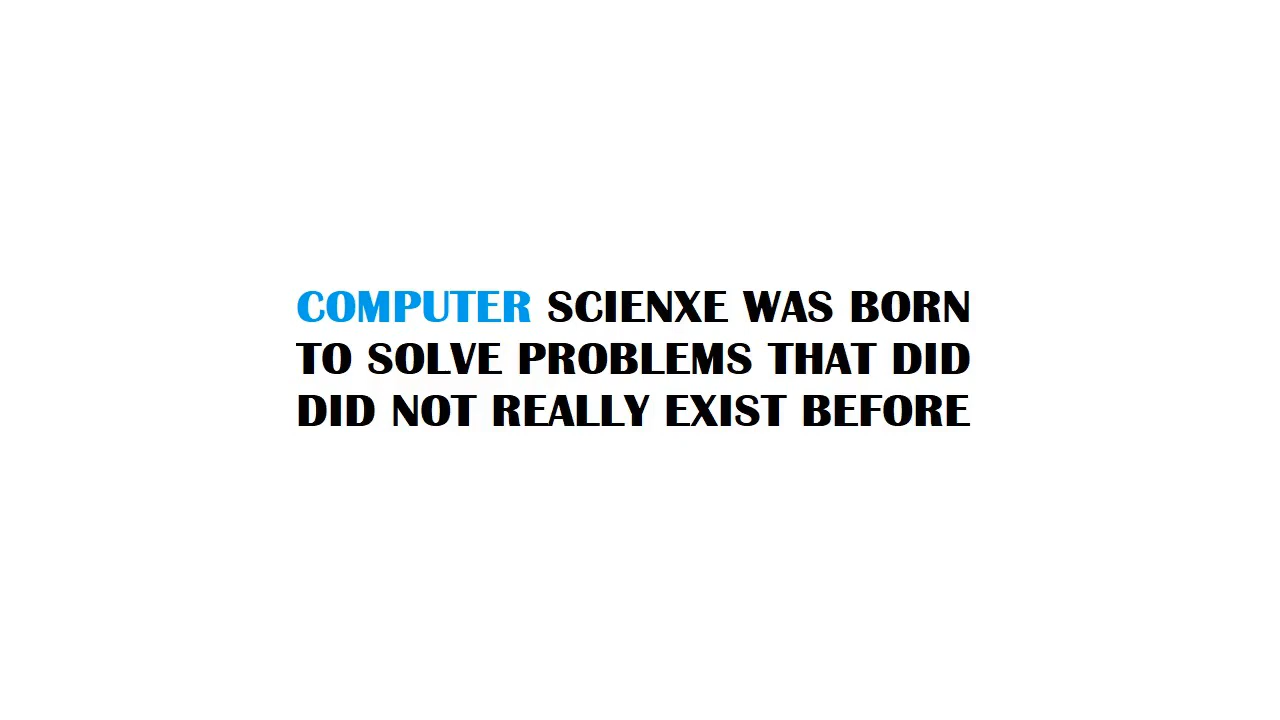 COMPUTER SCIENXE WAS BORN
TO SOLVE PROBLEMS THAT DID
DID NOT REALLY EXIST BEFORE